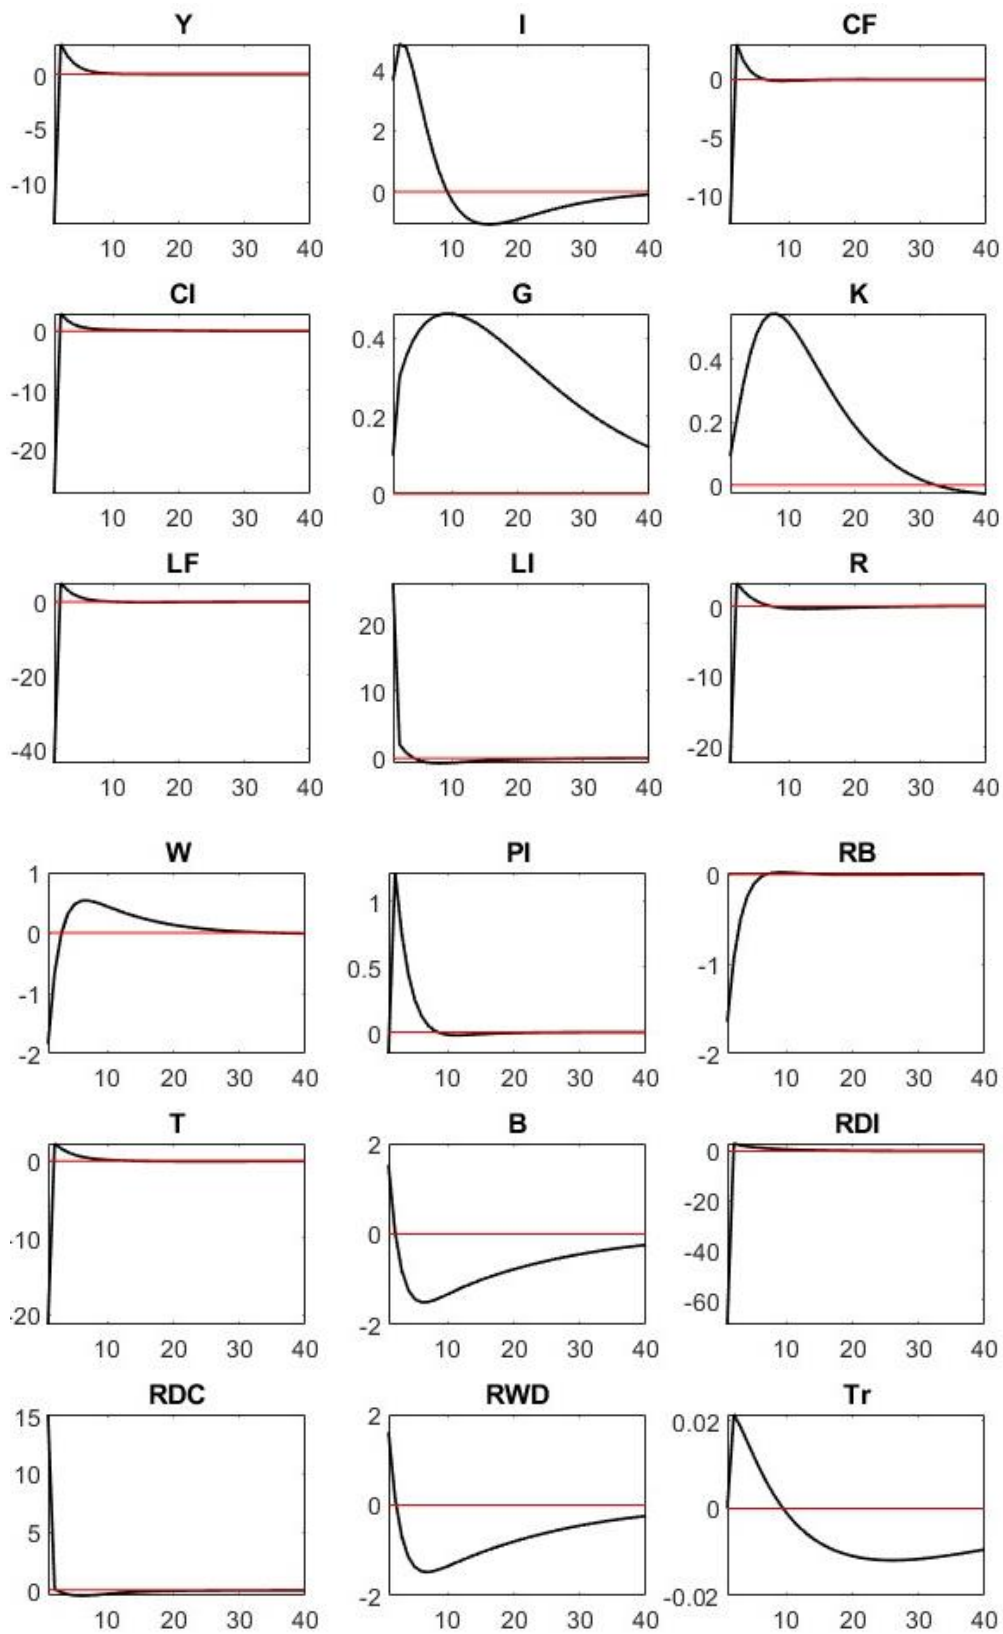 Y I CF
0 -5 -10 10 20 30 40
4 2 0 10 20 30 40
0 -5 -10 10 20 30 40
CI G K
0 -10 -20 10 20 30 40
0.4 0.2 0 10 20 30 40
0.4 0.2 0 10 20 30 40
LF LI R
0 -20 -40 10 20 30 40
20 10 0 10 20 30 40
0 -10 -20 10 20 30 40
W PI RB
1 0 -1 -2 10 20 30 40
1 0.5 0 10 20 30 40
0 -1 -2 10 20 30 40
T B RDI
0 -10 -20 10 20 30 40
2 0 -2 10 20 30 40
0 -20 -40 -60 10 20 30 40
RDC RWD Tr
15 10 5 0 10 20 30 40
2 0 -2 10 20 30 40
0.02 0 -0.02 10 20 30 40